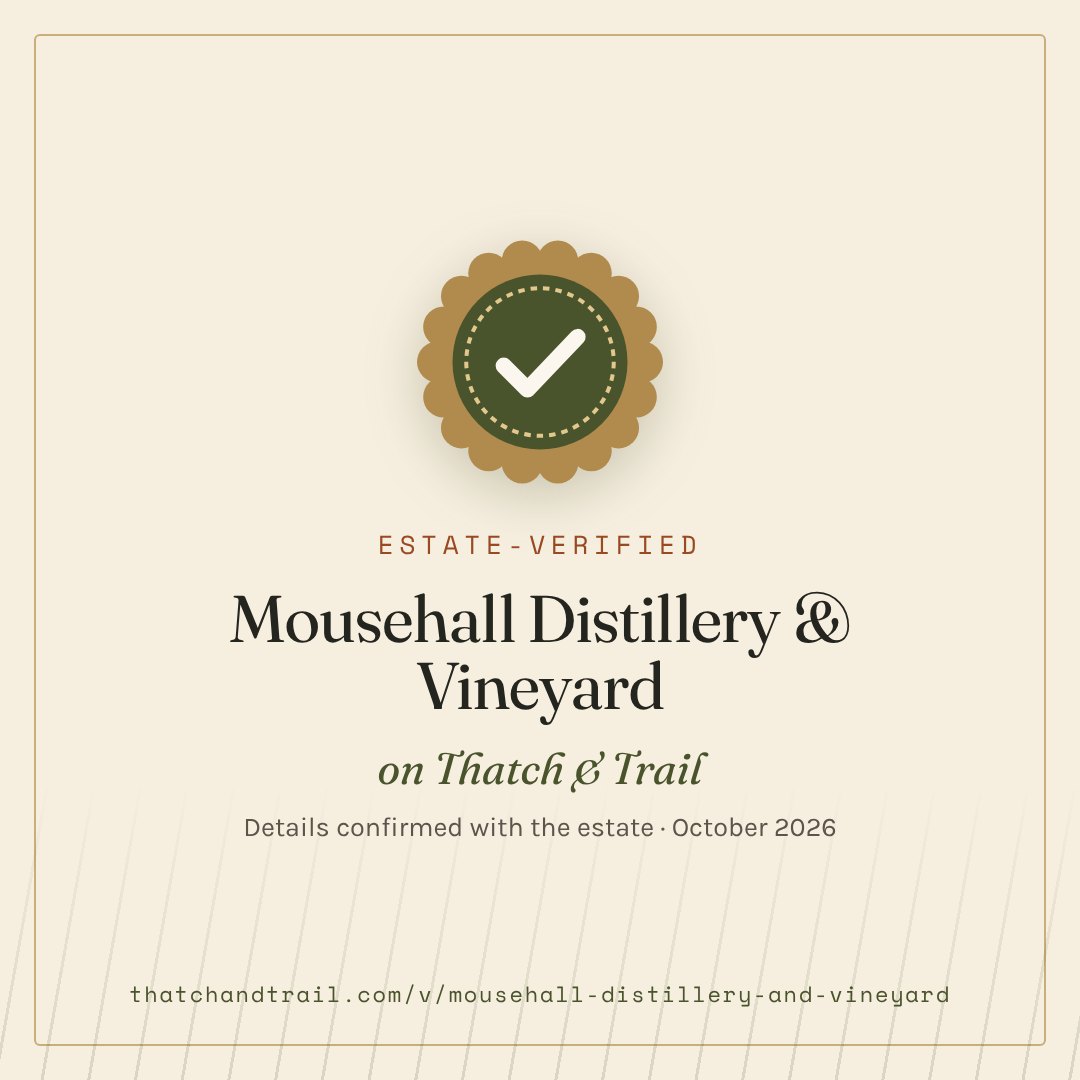 ESTATE-VERIFIED
Mousehall Distillery &
Vineyard
on Thatch & Trail
Details confirmed with the estate · October 2026
thatchandtrail.com/v/mousehall-distillery-and-vineyard